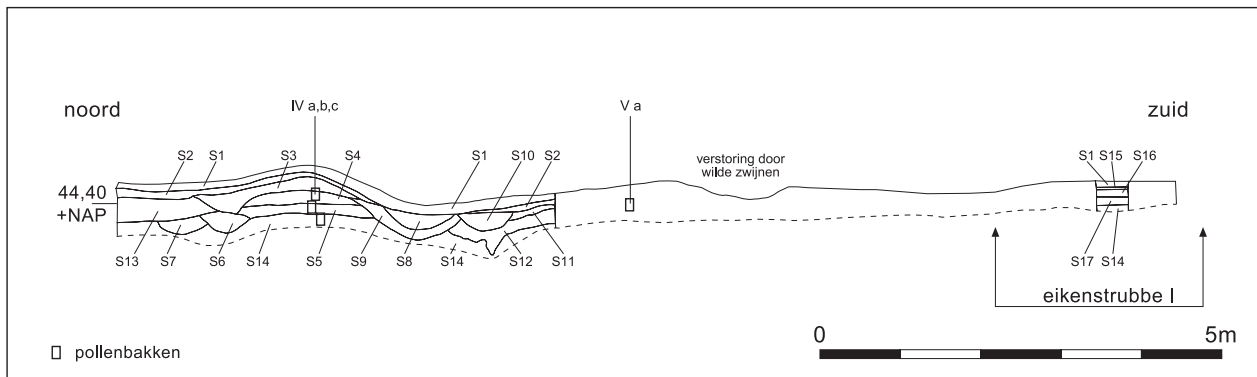 noord
IV a,b,c
V a
zuid
S2 S1 S3 S4 S1 S10 S2
verstoring door
wilde zwijnen
S1 S15 S16
44,40
+NAP
S13 S7 S6 S14 S5 S9 S8 S14 S12 S11
S17 S14
eikenstrubbe I
0 5m
pollenbakken